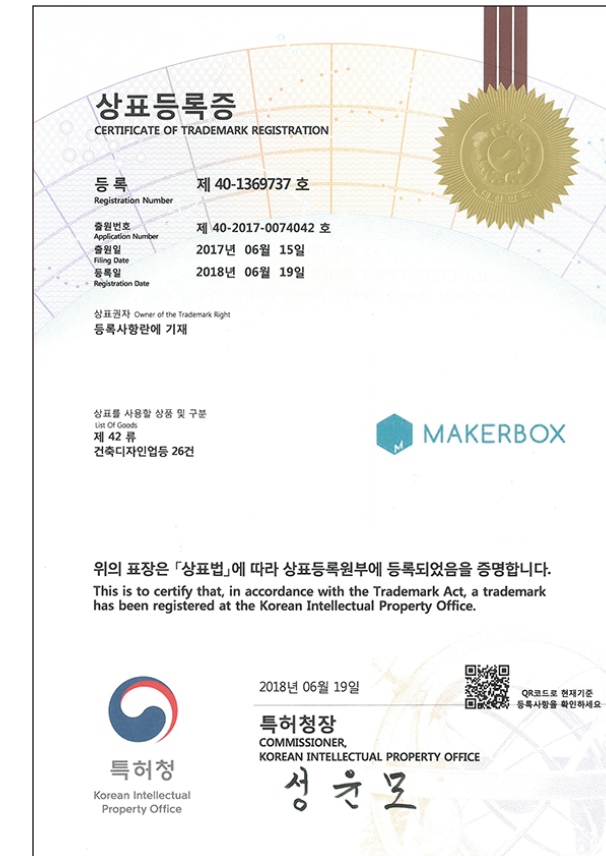 상표등록증
CERTIFICATE OF TRADEMARK REGISTRATION
등 록 제 40-1369737 호
Registration Number
출원번호 제 40-2017-0074042 호
Application Number
출원일 2017년 06월 15일
Filing Date
등록일 2018년 06월 19일
Registration Date
상표권자 Owner of the Trademark Right
등록사항란에 기재
상표를 사용할 상품 및 구분
List Of Goods
제 42 류
건축디자인업등 26건
M
MAKERBOX
위의 표장은 「상표법」에 따라 상표등록원부에 등록되었음을 증명합니다.
This is to certify that, in accordance with the Trademark Act, a trademark
has been registered at the Korean Intellectual Property Office.
2018년 06월 19일
QR코드로 현재기준
등록사항을 확인하세요
특허청장
COMMISSIONER,
KOREAN INTELLECTUAL PROPERTY OFFICE
성윤모
특허청
Korean Intellectual
Property Office